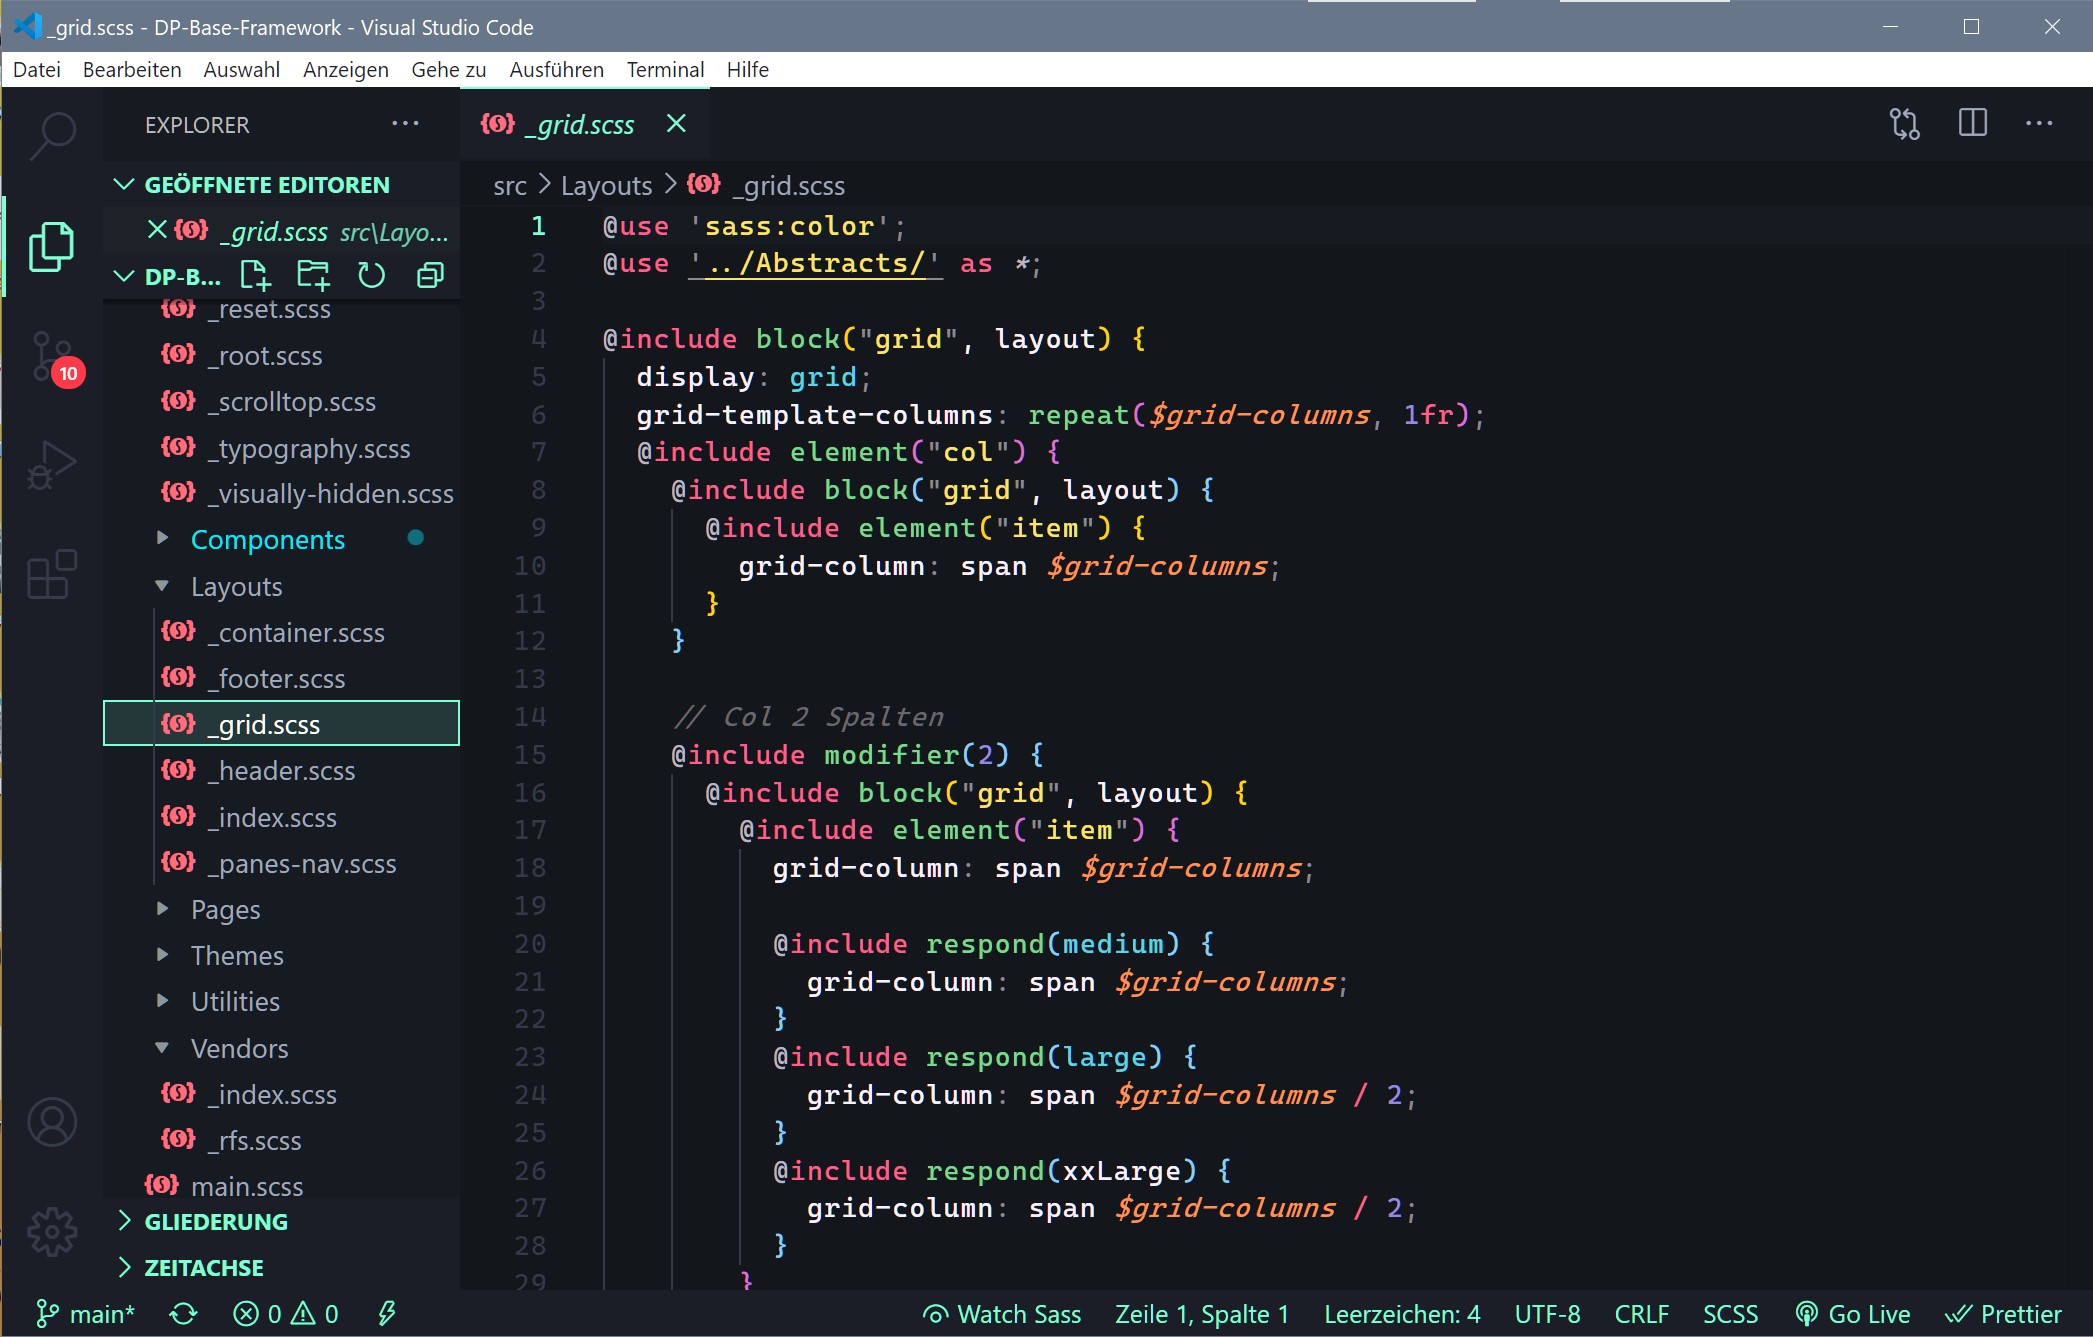 _grid.scss - DP-Base-Framework - Visual Studio Code
Datei Bearbeiten Auswahl Anzeigen Gehe zu Ausführen Terminal Hilfe
EXPLORER
GEÖFFNETE EDITOREN
_grid.scss src\Layo...
DP-B...
_reset.scss
_root.scss
_scrolltop.scss
_typography.scss
_visually-hidden.scss
Components
Layouts
_container.scss
_footer.scss
_grid.scss
_header.scss
_index.scss
_panes-nav.scss
Pages
Themes
Utilities
Vendors
_index.scss
_rfs.scss
main.scss
GLIEDERUNG
ZEITACHSE
10
_grid.scss
src > Layouts > _grid.scss
1 @use 'sass:color';
2 @use '../Abstracts/' as *;
3
4 @include block("grid", layout) {
5 display: grid;
6 grid-template-columns: repeat($grid-columns, 1fr);
7 @include element("col") {
8 @include block("grid", layout) {
9 @include element("item") {
10 grid-column: span $grid-columns;
11 }
12 }
13
14 // Col 2 Spalten
15 @include modifier(2) {
16 @include block("grid", layout) {
17 @include element("item") {
18 grid-column: span $grid-columns;
19
20 @include respond(medium) {
21 grid-column: span $grid-columns;
22 }
23 @include respond(large) {
24 grid-column: span $grid-columns / 2;
25 }
26 @include respond(xxLarge) {
27 grid-column: span $grid-columns / 2;
28 }
29 }
main* 0 0 Watch Sass Zeile 1, Spalte 1 Leerzeichen: 4 UTF-8 CRLF SCSS Go Live Prettier